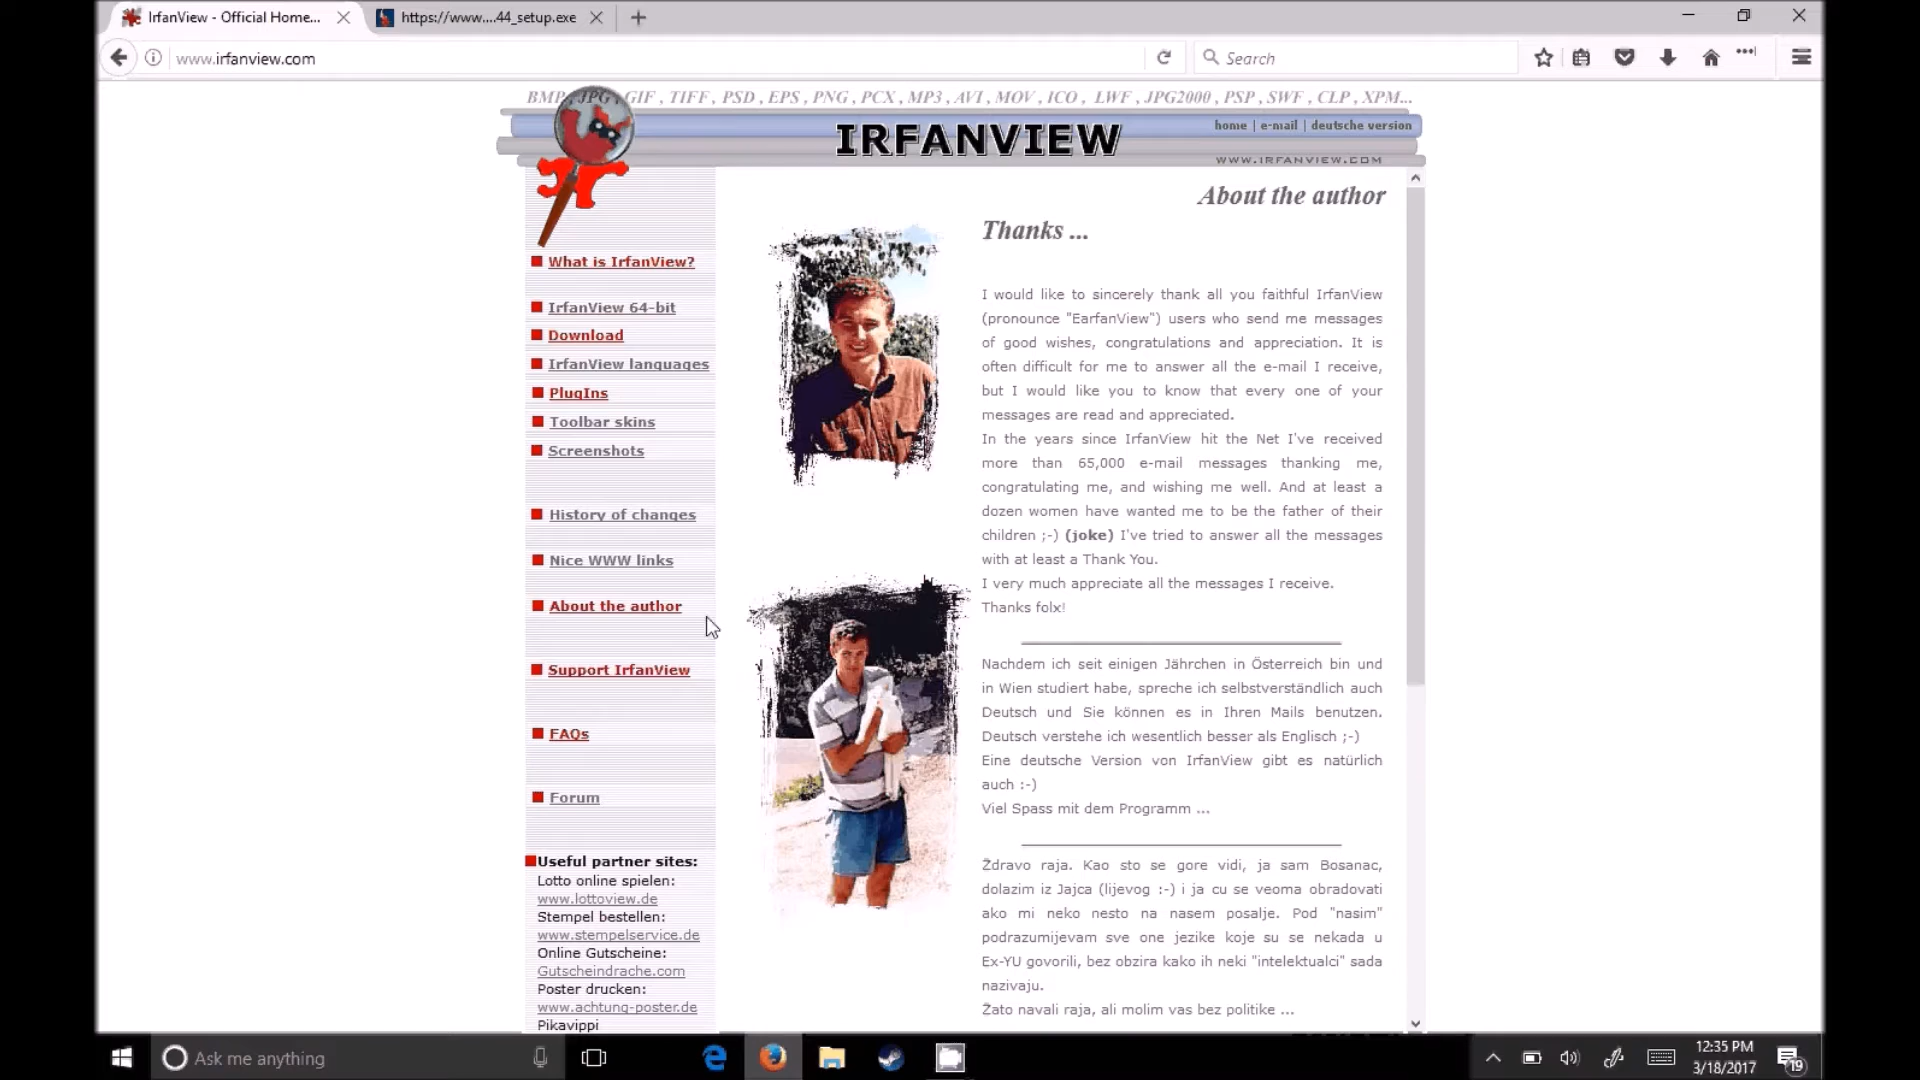 IrfanView - Official Home...
https://www....44_setup.exe
www.irfanview.com
Search
BMP, JPG, GIF, TIFF, PSD, EPS, PNG, PCX, MP3, AVI, MOV, ICO, LWF, JPG2000, PSP, SWF, CLP, XPM...
IRFANVIEW
home | e-mail | deutsche version
WWW.IRFANVIEW.COM
About the author
Thanks ...
What is IrfanView?
IrfanView 64-bit
Download
IrfanView languages
PlugIns
Toolbar skins
Screenshots
History of changes
Nice WWW links
About the author
Support IrfanView
FAQs
Forum
Useful partner sites:
Lotto online spielen:
www.lottoview.de
Stempel bestellen:
www.stempelservice.de
Online Gutscheine:
Gutscheindrache.com
Poster drucken:
www.achtung-poster.de
Pikavippi
I would like to sincerely thank all you faithful IrfanView
(pronounce "EarfanView") users who send me messages
of good wishes, congratulations and appreciation. It is
often difficult for me to answer all the e-mail I receive,
but I would like you to know that every one of your
messages are read and appreciated.
In the years since IrfanView hit the Net I've received
more than 65,000 e-mail messages thanking me,
congratulating me, and wishing me well. And at least a
dozen women have wanted me to be the father of their
children ;-) (joke) I've tried to answer all the messages
with at least a Thank You.
I very much appreciate all the messages I receive.
Thanks folx!
Nachdem ich seit einigen Jährchen in Österreich bin und
in Wien studiert habe, spreche ich selbstverständlich auch
Deutsch und Sie können es in Ihren Mails benutzen.
Deutsch verstehe ich wesentlich besser als Englisch ;-)
Eine deutsche Version von IrfanView gibt es natürlich
auch :-)
Viel Spass mit dem Programm ...
Ždravo raja. Kao sto se gore vidi, ja sam Bosanac,
dolazim iz Jajca (lijevog :-) i ja cu se veoma obradovati
ako mi neko nesto na nasem posalje. Pod "nasim"
podrazumijevam sve one jezike koje su se nekada u
Ex-YU govorili, bez obzira kako ih neki "intelektualci" sada
nazivaju.
Žato navali raja, ali molim vas bez politike ...
Ask me anything
12:35 PM
3/18/2017
19